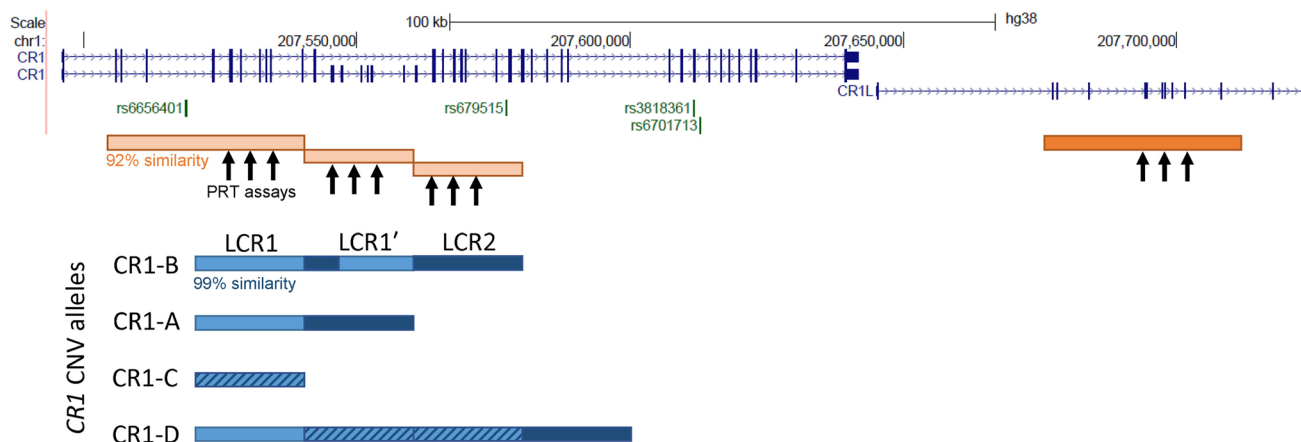 Scale 100 kb hg38
chr1: 207,550,000 207,600,000 207,650,000 207,700,000
CR1
CR1
CR1L
rs6656401 rs679515 rs3818361
rs6701713
92% similarity
PRT assays
LCR1 LCR1′ LCR2
CR1-B
99% similarity
CR1-A
CR1-C
CR1-D
CR1 CNV alleles